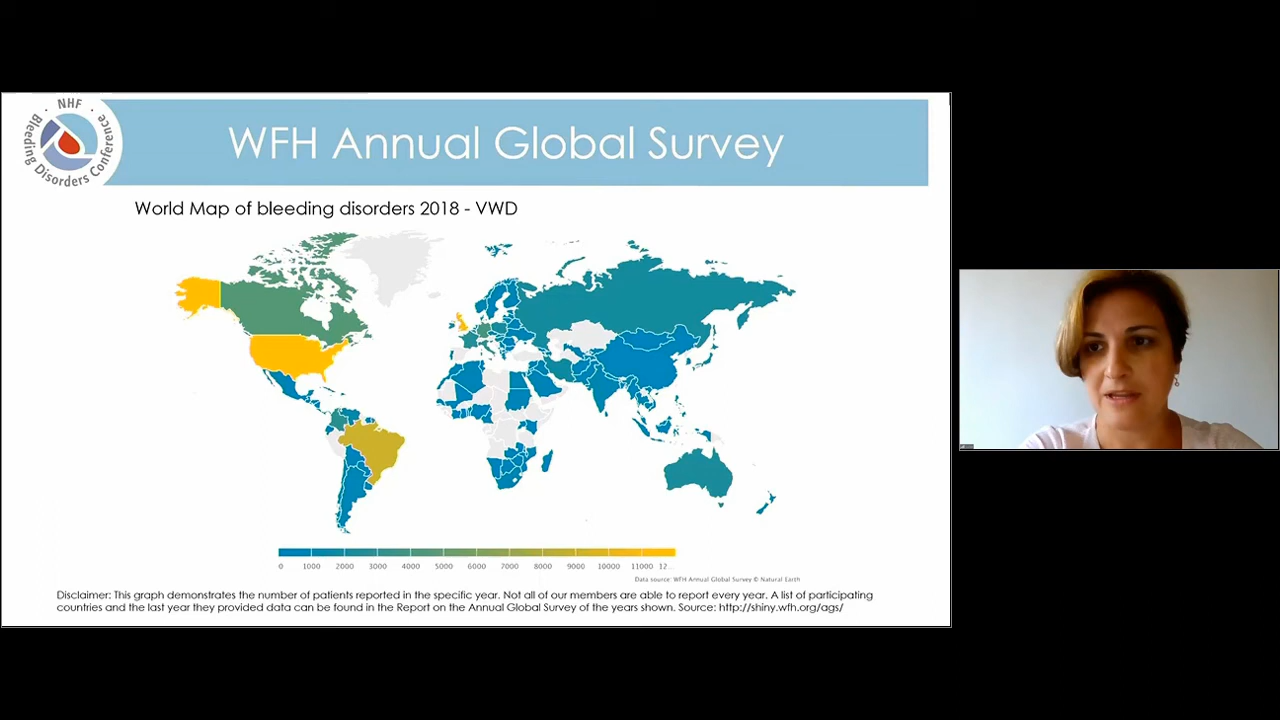 · NHF ·
Bleeding Disorders Conference
WFH Annual Global Survey
World Map of bleeding disorders 2018 - VWD
0 1000 2000 3000 4000 5000 6000 7000 8000 9000 10000 11000 12...
Data source: WFH Annual Global Survey © Natural Earth
Disclaimer: This graph demonstrates the number of patients reported in the specific year. Not all of our members are able to report every year. A list of participating
countries and the last year they provided data can be found in the Report on the Annual Global Survey of the years shown. Source: http://shiny.wfh.org/ags/